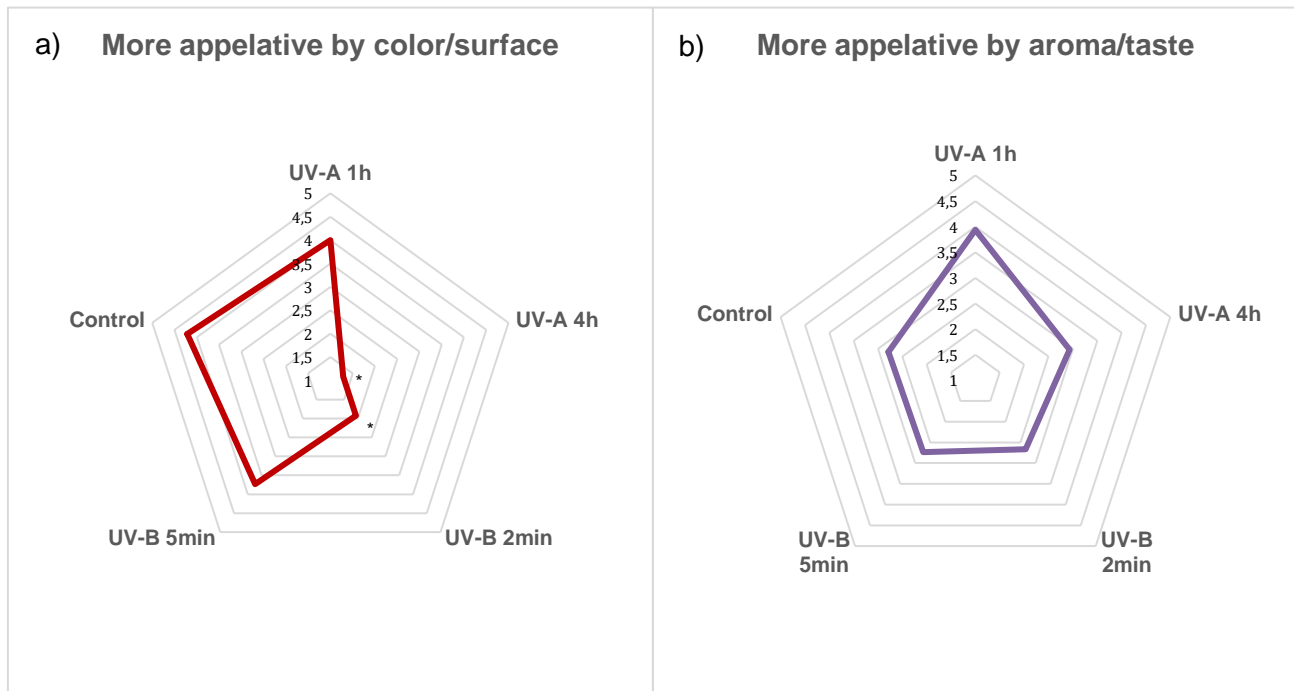 a) More appelative by color/surface
UV-A 1h
5
4,5
4
3,5
3
2,5
2
1,5
1
Control
UV-A 4h
*
*
UV-B 5min
UV-B 2min
b) More appelative by aroma/taste
UV-A 1h
5
4,5
4
3,5
3
2,5
2
1,5
1
Control
UV-A 4h
UV-B
5min
UV-B
2min